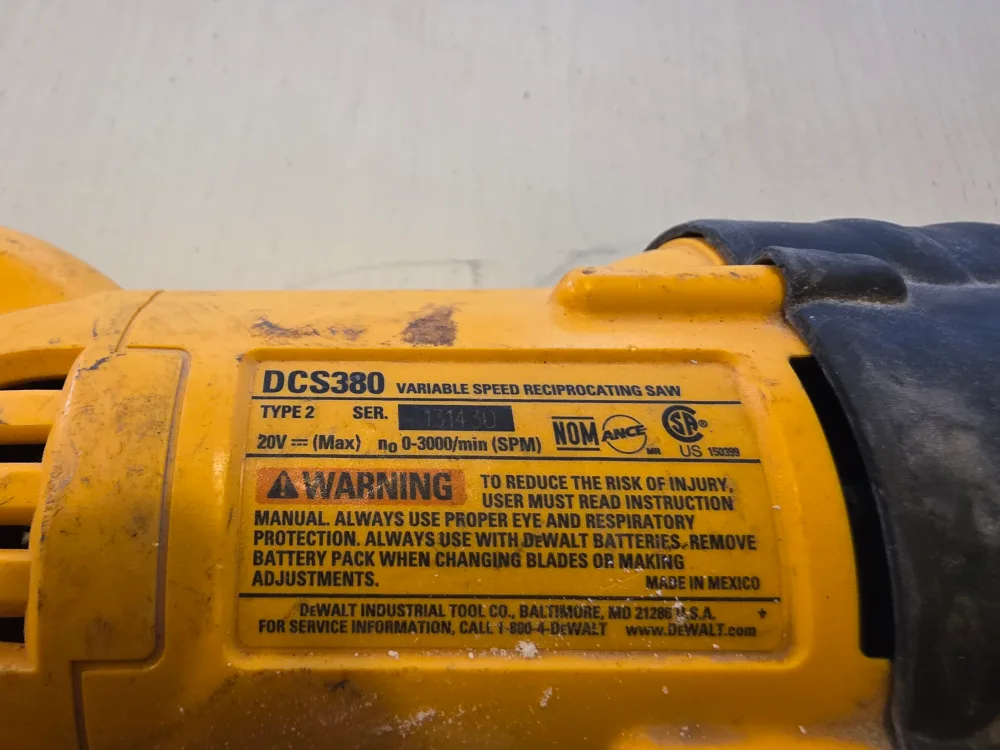 DCS380 VARIABLE SPEED RECIPROCATING SAW
TYPE 2 SER.
20V ⎓ (Max) n₀ 0-3000/min (SPM) NOM ANCE MR SA® US 150399
⚠ WARNING TO REDUCE THE RISK OF INJURY,
USER MUST READ INSTRUCTION
MANUAL. ALWAYS USE PROPER EYE AND RESPIRATORY
PROTECTION. ALWAYS USE WITH DEWALT BATTERIES. REMOVE
BATTERY PACK WHEN CHANGING BLADES OR MAKING
ADJUSTMENTS. MADE IN MEXICO
DEWALT INDUSTRIAL TOOL CO., BALTIMORE, MD 21286 U.S.A. +
FOR SERVICE INFORMATION, CALL 1-800-4-DEWALT www.DEWALT.com